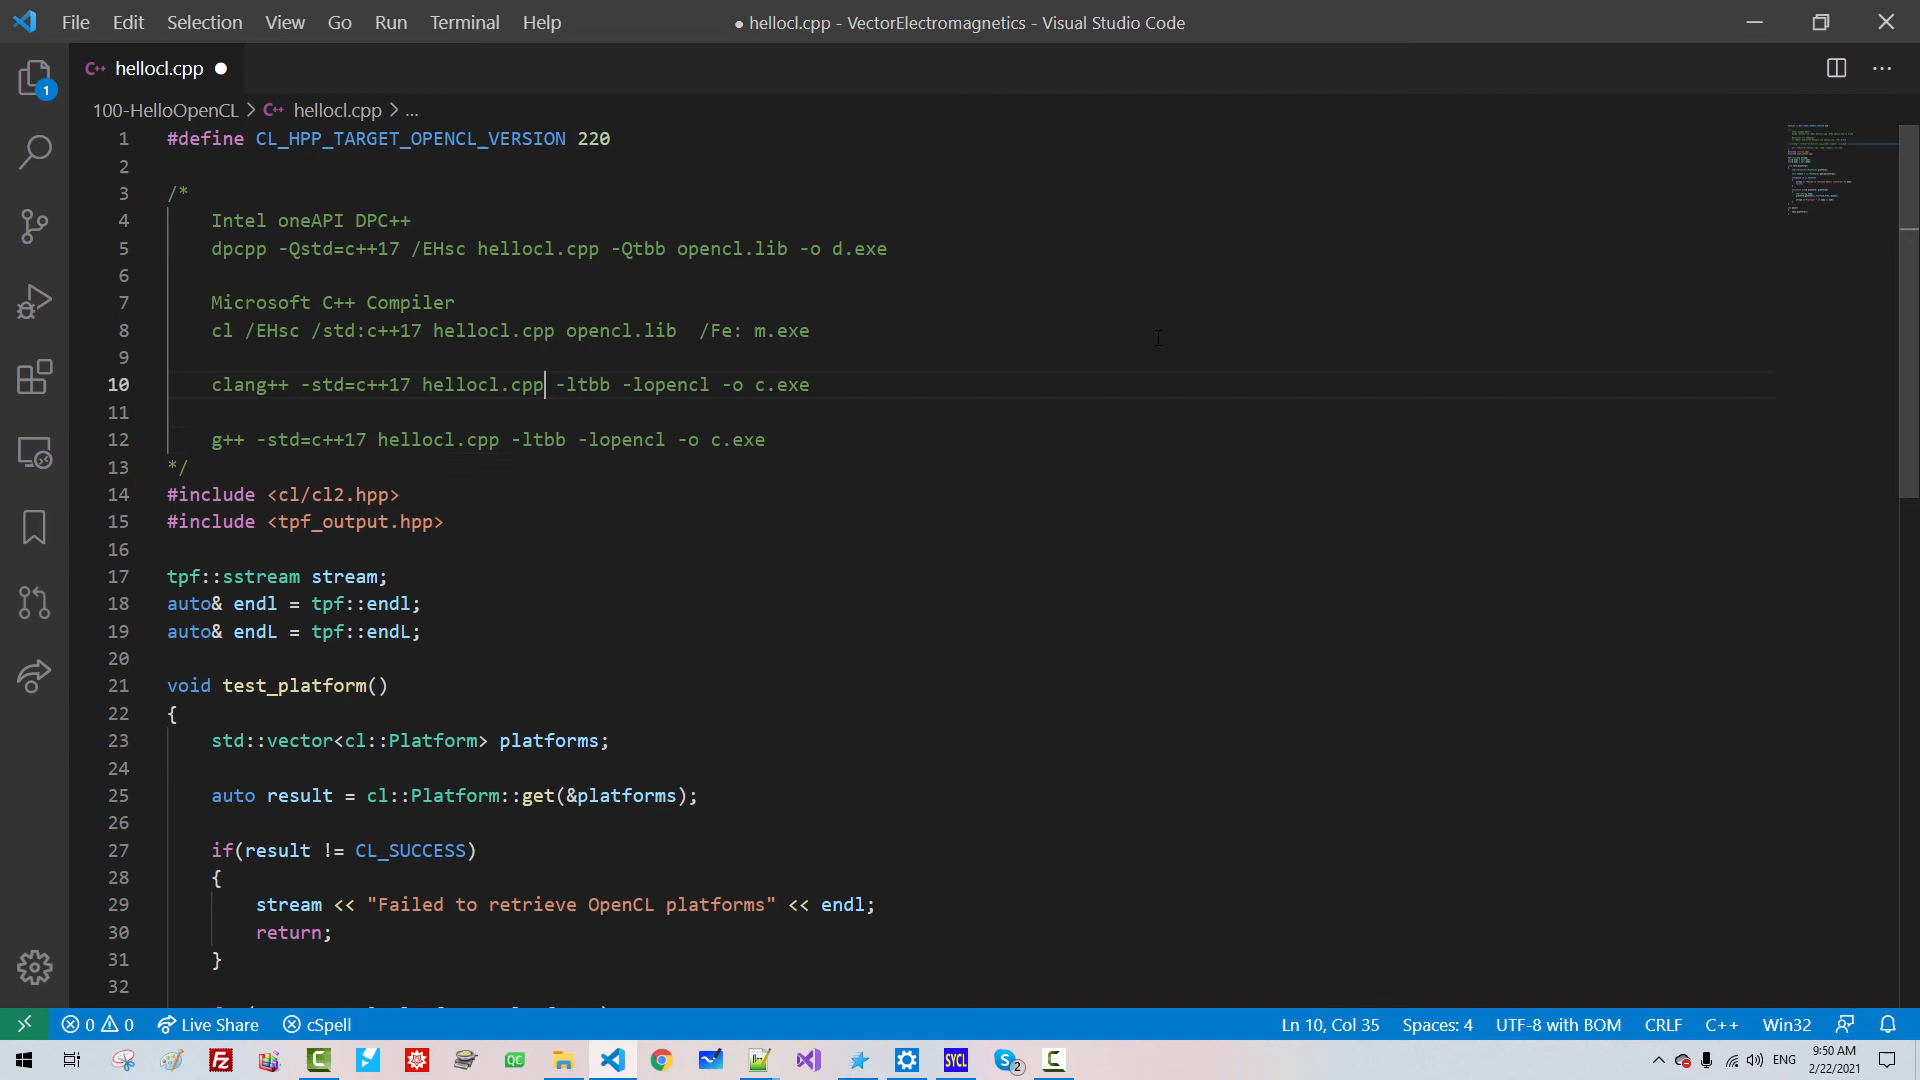 File Edit Selection View Go Run Terminal Help
● hellocl.cpp - VectorElectromagnetics - Visual Studio Code
C++ hellocl.cpp ●
1
100-HelloOpenCL > C++ hellocl.cpp > ...
1 #define CL_HPP_TARGET_OPENCL_VERSION 220
2
3 /*
4 Intel oneAPI DPC++
5 dpcpp -Qstd=c++17 /EHsc hellocl.cpp -Qtbb opencl.lib -o d.exe
6
7 Microsoft C++ Compiler
8 cl /EHsc /std:c++17 hellocl.cpp opencl.lib  /Fe: m.exe
9
10 clang++ -std=c++17 hellocl.cpp -ltbb -lopencl -o c.exe
11
12 g++ -std=c++17 hellocl.cpp -ltbb -lopencl -o c.exe
13 */
14 #include <cl/cl2.hpp>
15 #include <tpf_output.hpp>
16
17 tpf::sstream stream;
18 auto& endl = tpf::endl;
19 auto& endL = tpf::endL;
20
21 void test_platform()
22 {
23 std::vector<cl::Platform> platforms;
24
25 auto result = cl::Platform::get(&platforms);
26
27 if(result != CL_SUCCESS)
28 {
29 stream << "Failed to retrieve OpenCL platforms" << endl;
30 return;
31 }
32
0 0 Live Share cSpell Ln 10, Col 35 Spaces: 4 UTF-8 with BOM CRLF C++ Win32
QC SYCL S 2 ENG 9:50 AM
2/22/2021